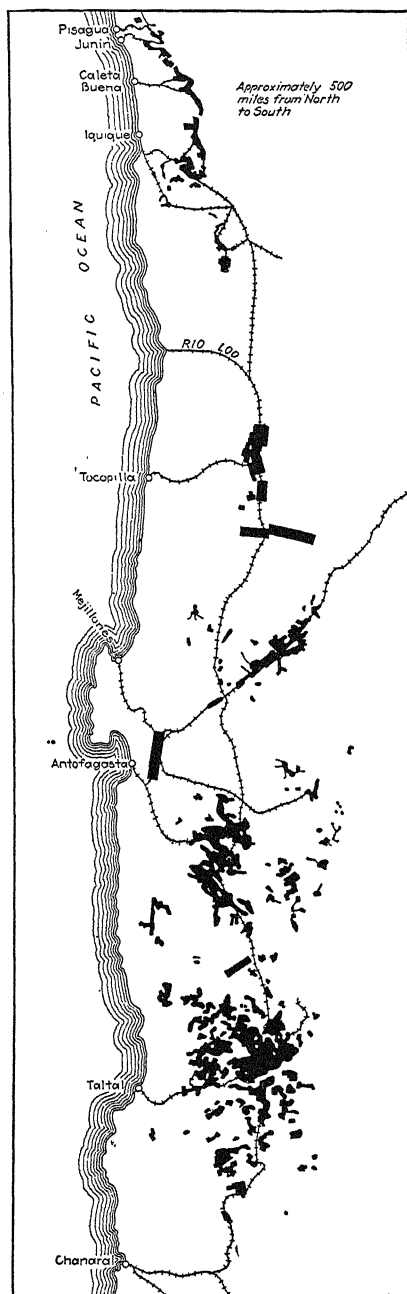 Pisagua
Junin
Caleta
Buena
Approximately 500
miles from North
to South
Iquique
PACIFIC OCEAN
RIO LOO
Tocopilla
Mejillones
Antofagasta
Taltal
Chanaral